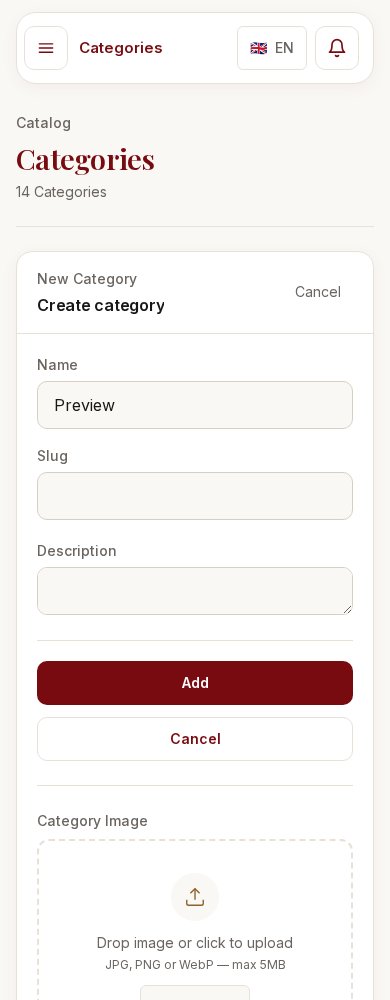 Categories
EN
Catalog
Categories
14 Categories
New Category
Create category
Cancel
Name
Preview
Slug
Description
Add
Cancel
Category Image
Drop image or click to upload
JPG, PNG or WebP — max 5MB